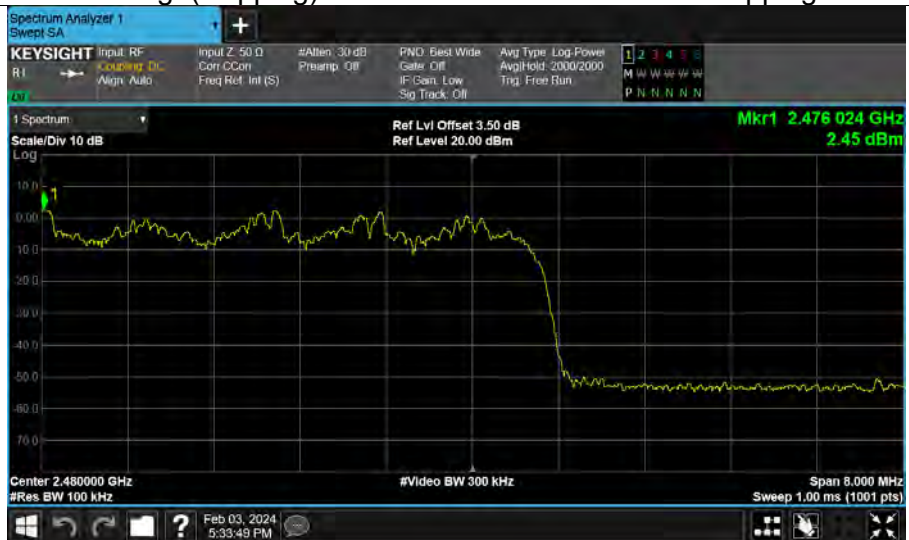 Spectrum Analyzer 1
Swept SA
+
KEYSIGHT Input: RF Input Z: 50 Ω #Atten: 30 dB PNO: Best Wide Avg Type: Log-Power 1 2 3 4 5 6
Coupling: DC Corr CCorr Preamp: Off Gate: Off Avg|Hold: 2000/2000 M W W W W W
Align: Auto Freq Ref: Int (S) IF Gain: Low Trig: Free Run P N N N N N
Sig Track: Off
1 Spectrum Ref Lvl Offset 3.50 dB Mkr1 2.476 024 GHz
Scale/Div 10 dB Ref Level 20.00 dBm 2.45 dBm
Log
10.0
1
0.00
-10.0
-20.0
-30.0
-40.0
-50.0
-60.0
-70.0
Center 2.480000 GHz #Video BW 300 kHz Span 8.000 MHz
#Res BW 100 kHz Sweep 1.00 ms (1001 pts)
? Feb 03, 2024
5:33:49 PM